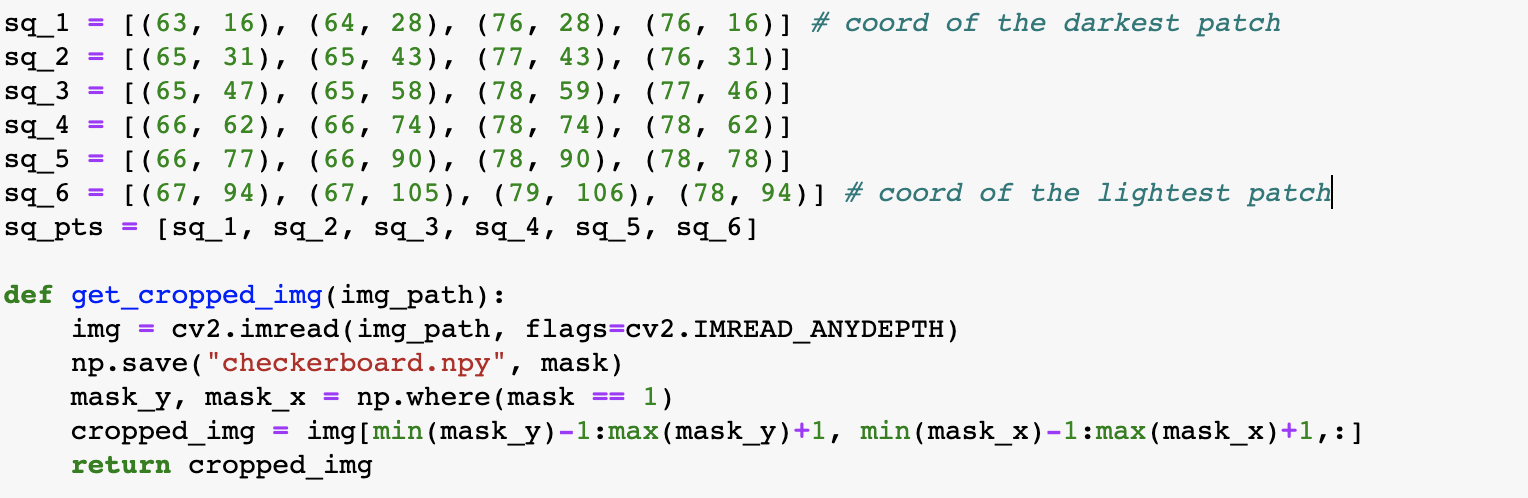 sq_1 = [(63, 16), (64, 28), (76, 28), (76, 16)] # coord of the darkest patch
sq_2 = [(65, 31), (65, 43), (77, 43), (76, 31)]
sq_3 = [(65, 47), (65, 58), (78, 59), (77, 46)]
sq_4 = [(66, 62), (66, 74), (78, 74), (78, 62)]
sq_5 = [(66, 77), (66, 90), (78, 90), (78, 78)]
sq_6 = [(67, 94), (67, 105), (79, 106), (78, 94)] # coord of the lightest patch
sq_pts = [sq_1, sq_2, sq_3, sq_4, sq_5, sq_6]

def get_cropped_img(img_path):
    img = cv2.imread(img_path, flags=cv2.IMREAD_ANYDEPTH)
    np.save("checkerboard.npy", mask)
    mask_y, mask_x = np.where(mask == 1)
    cropped_img = img[min(mask_y)-1:max(mask_y)+1, min(mask_x)-1:max(mask_x)+1,:]
    return cropped_img